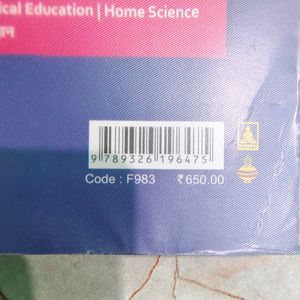 ical Education | Home Science
ान
9 789326 196475
Code : F983 ₹650.00